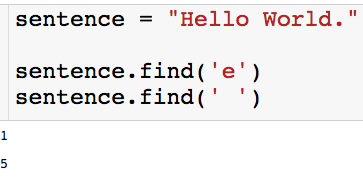 sentence = "Hello World."
sentence.find('e')
sentence.find(' ')
1
5